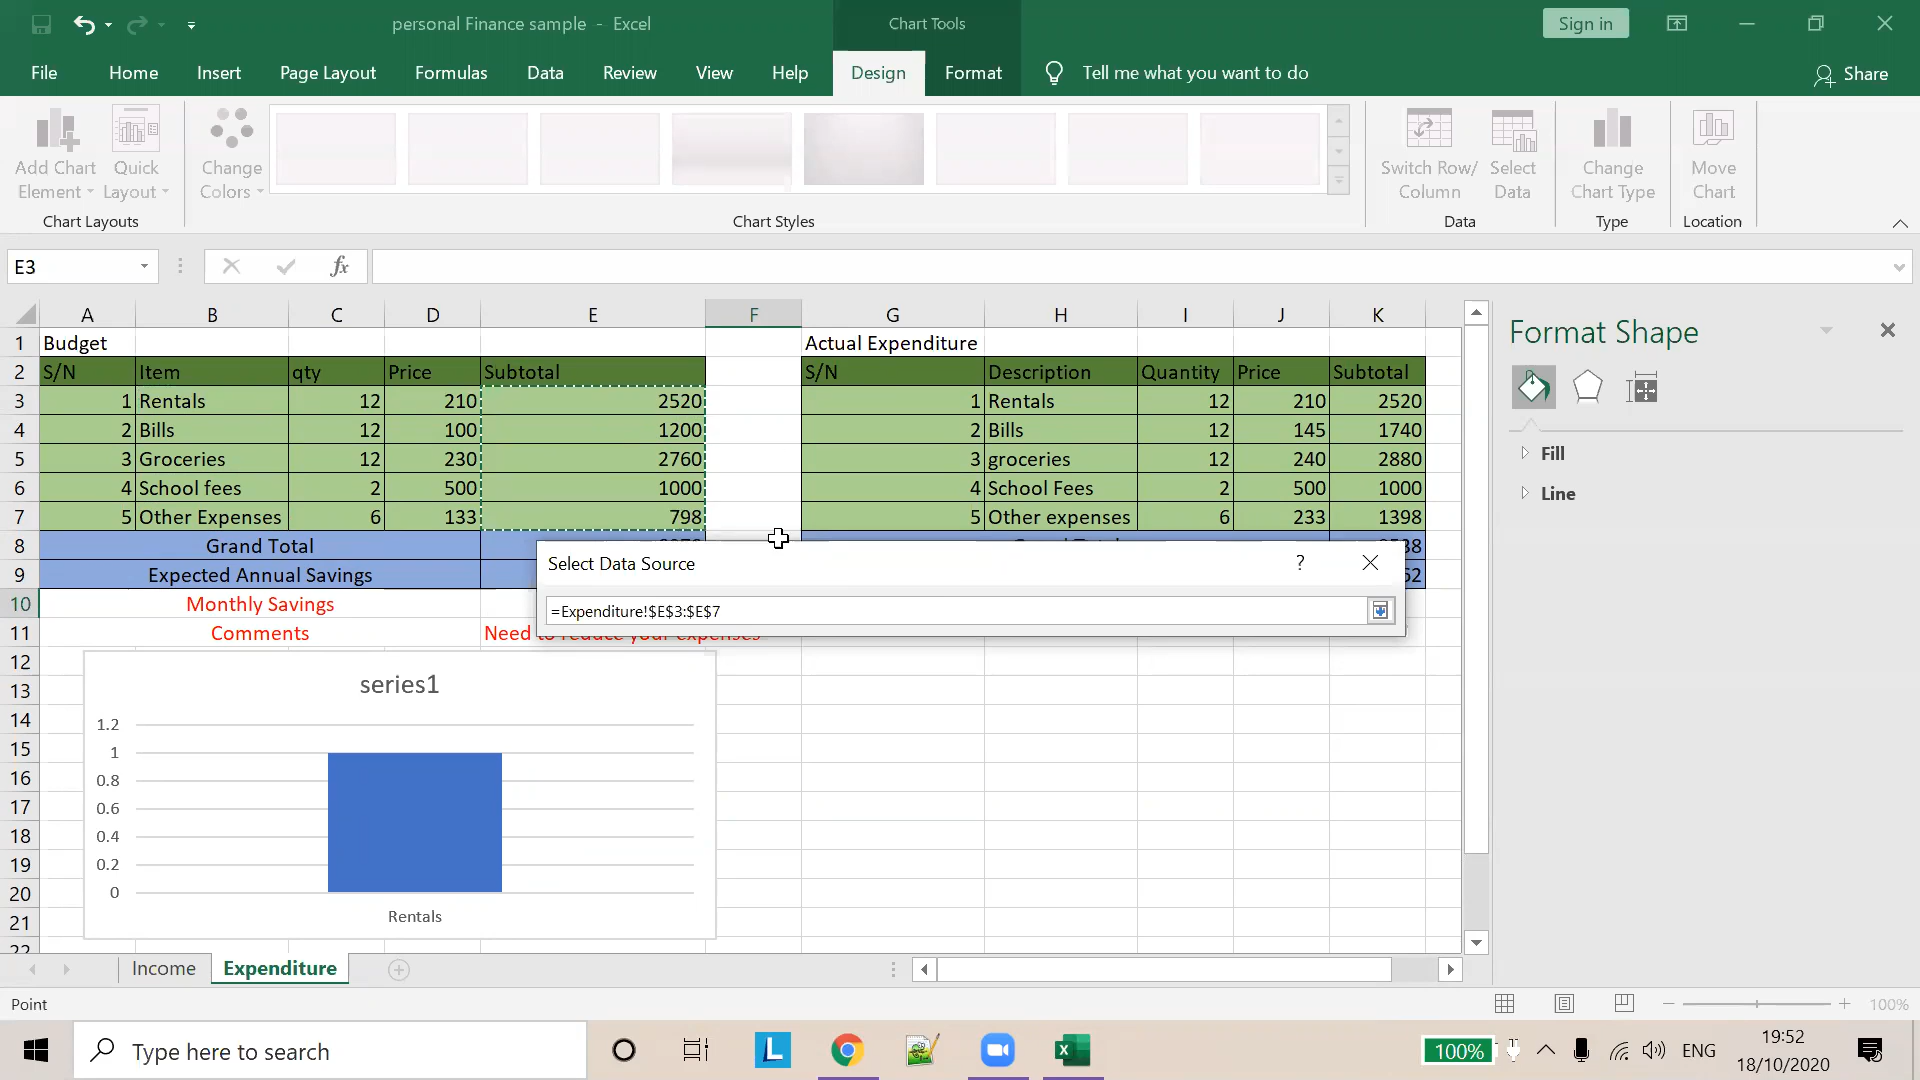 personal Finance sample - Excel
Chart Tools
Sign in
File Home Insert Page Layout Formulas Data Review View Help Design Format Tell me what you want to do Share
Add Chart Element
Quick Layout
Change Colors
Switch Row/ Column
Select Data
Change Chart Type
Move Chart
Chart Layouts
Chart Styles
Data
Type
Location
E3
fx
A B C D E F G H I J K
1 Budget Actual Expenditure
2 S/N Item qty Price Subtotal S/N Description Quantity Price Subtotal
3 1 Rentals 12 210 2520 1 Rentals 12 210 2520
4 2 Bills 12 100 1200 2 Bills 12 145 1740
5 3 Groceries 12 230 2760 3 groceries 12 240 2880
6 4 School fees 2 500 1000 4 School Fees 2 500 1000
7 5 Other Expenses 6 133 798 5 Other expenses 6 233 1398
8 Grand Total
9 Expected Annual Savings
10 Monthly Savings
11 Comments Need to reduce your expenses
12
13
14
15
16
17
18
19
20
21
22
Select Data Source ?
=Expenditure!$E$3:$E$7
series1
1.2
1
0.8
0.6
0.4
0.2
0
Rentals
Format Shape
Fill
Line
Income Expenditure
Point
100%
Type here to search
L
100%
ENG
19:52
18/10/2020